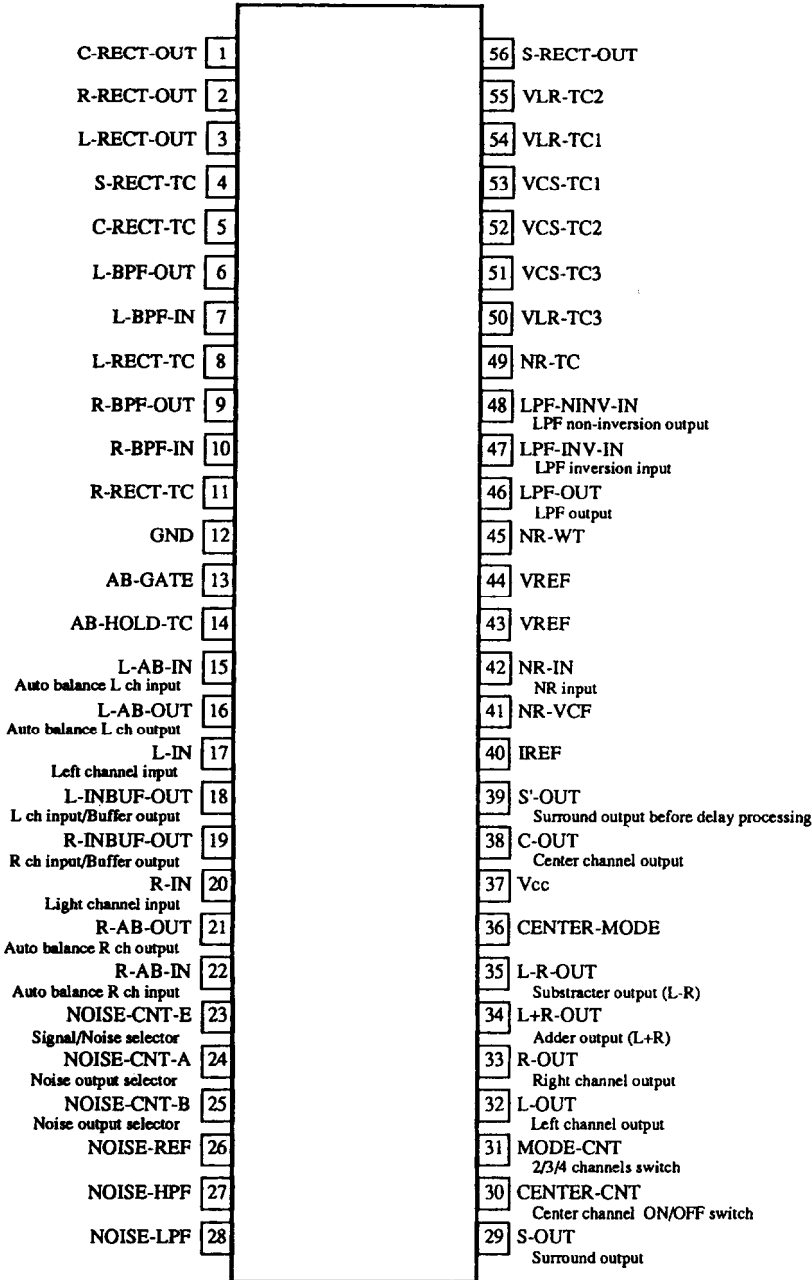 C-RECT-OUT 1
R-RECT-OUT 2
L-RECT-OUT 3
S-RECT-TC 4
C-RECT-TC 5
L-BPF-OUT 6
L-BPF-IN 7
L-RECT-TC 8
R-BPF-OUT 9
R-BPF-IN 10
R-RECT-TC 11
GND 12
AB-GATE 13
AB-HOLD-TC 14
L-AB-IN 15
Auto balance L ch input
L-AB-OUT 16
Auto balance L ch output
L-IN 17
Left channel input
L-INBUF-OUT 18
L ch input/Buffer output
R-INBUF-OUT 19
R ch input/Buffer output
R-IN 20
Light channel input
R-AB-OUT 21
Auto balance R ch output
R-AB-IN 22
Auto balance R ch input
NOISE-CNT-E 23
Signal/Noise selector
NOISE-CNT-A 24
Noise output selector
NOISE-CNT-B 25
Noise output selector
NOISE-REF 26
NOISE-HPF 27
NOISE-LPF 28
56 S-RECT-OUT
55 VLR-TC2
54 VLR-TC1
53 VCS-TC1
52 VCS-TC2
51 VCS-TC3
50 VLR-TC3
49 NR-TC
48 LPF-NINV-IN
LPF non-inversion output
47 LPF-INV-IN
LPF inversion input
46 LPF-OUT
LPF output
45 NR-WT
44 VREF
43 VREF
42 NR-IN
NR input
41 NR-VCF
40 IREF
39 S'-OUT
Surround output before delay processing
38 C-OUT
Center channel output
37 Vcc
36 CENTER-MODE
35 L-R-OUT
Substracter output (L-R)
34 L+R-OUT
Adder output (L+R)
33 R-OUT
Right channel output
32 L-OUT
Left channel output
31 MODE-CNT
2/3/4 channels switch
30 CENTER-CNT
Center channel ON/OFF switch
29 S-OUT
Surround output